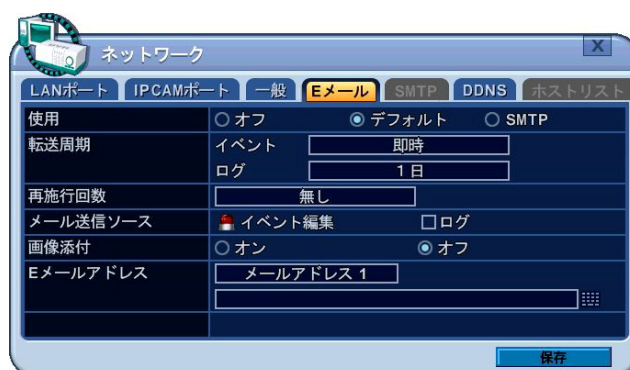 ネットワーク X
LANポート IPCAMポート 一般 Eメール SMTP DDNS ホストリスト
使用 オフ デフォルト SMTP
転送周期 イベント 即時
ログ 1日
再施行回数 無し
メール送信ソース イベント編集 ログ
画像添付 オン オフ
Eメールアドレス メールアドレス 1
保存